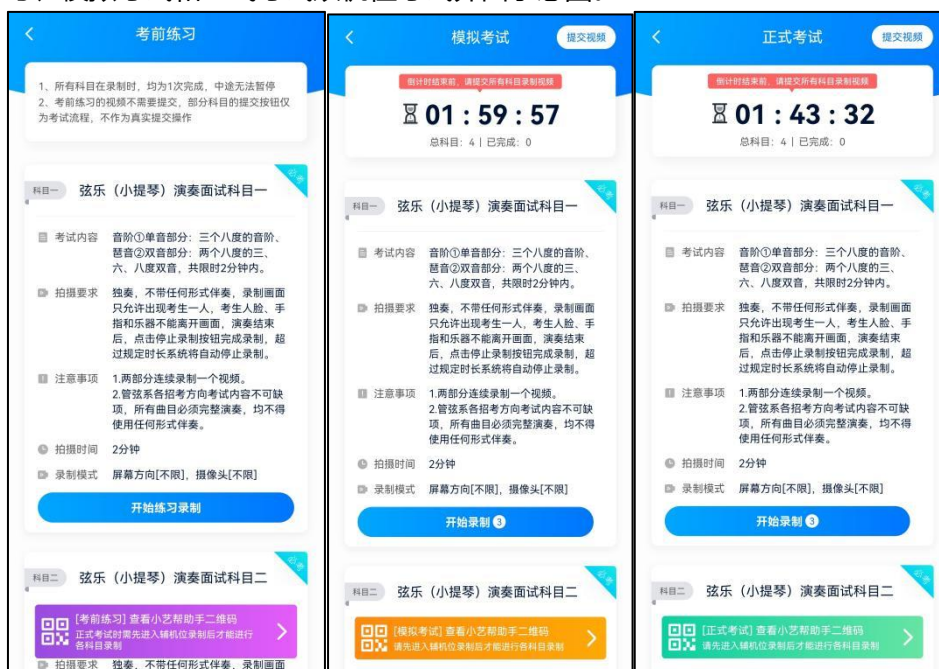 考前练习
1、所有科目在录制时，均为1次完成，中途无法暂停
2、考前练习的视频不需要提交，部分科目的提交按钮仅
为考试流程，不作为真实提交操作
必考
科目一 弦乐（小提琴）演奏面试科目一
考试内容 音阶①单音部分：三个八度的音阶、
琶音②双音部分：两个八度的三、
六、八度双音，共限时2分钟内。
拍摄要求 独奏，不带任何形式伴奏，录制画面
只允许出现考生一人，考生人脸、手
指和乐器不能离开画面，演奏结束
后，点击停止录制按钮完成录制，超
过规定时长系统将自动停止录制。
注意事项 1.两部分连续录制一个视频。
2.管弦系各招考方向考试内容不可缺
项，所有曲目必须完整演奏，均不得
使用任何形式伴奏。
拍摄时间 2分钟
录制模式 屏幕方向[不限]，摄像头[不限]
开始练习录制
必考
科目二 弦乐（小提琴）演奏面试科目二
[考前练习] 查看小艺帮助手二维码
正式考试时需先进入辅机位录制后才能进行
各科目录制
拍摄要求 独奏，不带任何形式伴奏，录制画面
模拟考试 提交视频
倒计时结束前，请提交所有科目录制视频
01 : 59 : 57
总科目：4 | 已完成：0
必考
科目一 弦乐（小提琴）演奏面试科目一
考试内容 音阶①单音部分：三个八度的音阶、
琶音②双音部分：两个八度的三、
六、八度双音，共限时2分钟内。
拍摄要求 独奏，不带任何形式伴奏，录制画面
只允许出现考生一人，考生人脸、手
指和乐器不能离开画面，演奏结束
后，点击停止录制按钮完成录制，超
过规定时长系统将自动停止录制。
注意事项 1.两部分连续录制一个视频。
2.管弦系各招考方向考试内容不可缺
项，所有曲目必须完整演奏，均不得
使用任何形式伴奏。
拍摄时间 2分钟
录制模式 屏幕方向[不限]，摄像头[不限]
开始录制 3
必考
科目二 弦乐（小提琴）演奏面试科目二
[模拟考试] 查看小艺帮助手二维码
请先进入辅机位录制后才能进行各科目录制
正式考试 提交视频
倒计时结束前，请提交所有科目录制视频
01 : 43 : 32
总科目：4 | 已完成：0
必考
科目一 弦乐（小提琴）演奏面试科目一
考试内容 音阶①单音部分：三个八度的音阶、
琶音②双音部分：两个八度的三、
六、八度双音，共限时2分钟内。
拍摄要求 独奏，不带任何形式伴奏，录制画面
只允许出现考生一人，考生人脸、手
指和乐器不能离开画面，演奏结束
后，点击停止录制按钮完成录制，超
过规定时长系统将自动停止录制。
注意事项 1.两部分连续录制一个视频。
2.管弦系各招考方向考试内容不可缺
项，所有曲目必须完整演奏，均不得
使用任何形式伴奏。
拍摄时间 2分钟
录制模式 屏幕方向[不限]，摄像头[不限]
开始录制 3
必考
科目二 弦乐（小提琴）演奏面试科目二
[正式考试] 查看小艺帮助手二维码
请先进入辅机位录制后才能进行各科目录制